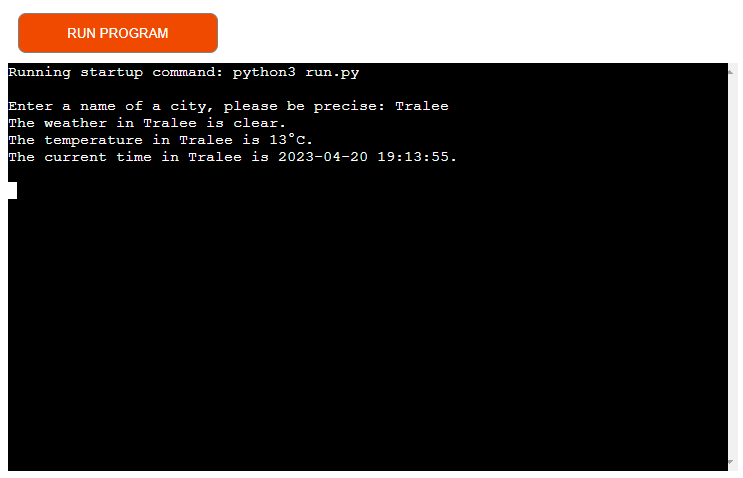 RUN PROGRAM
Running startup command: python3 run.py
Enter a name of a city, please be precise: Tralee
The weather in Tralee is clear.
The temperature in Tralee is 13°C.
The current time in Tralee is 2023-04-20 19:13:55.